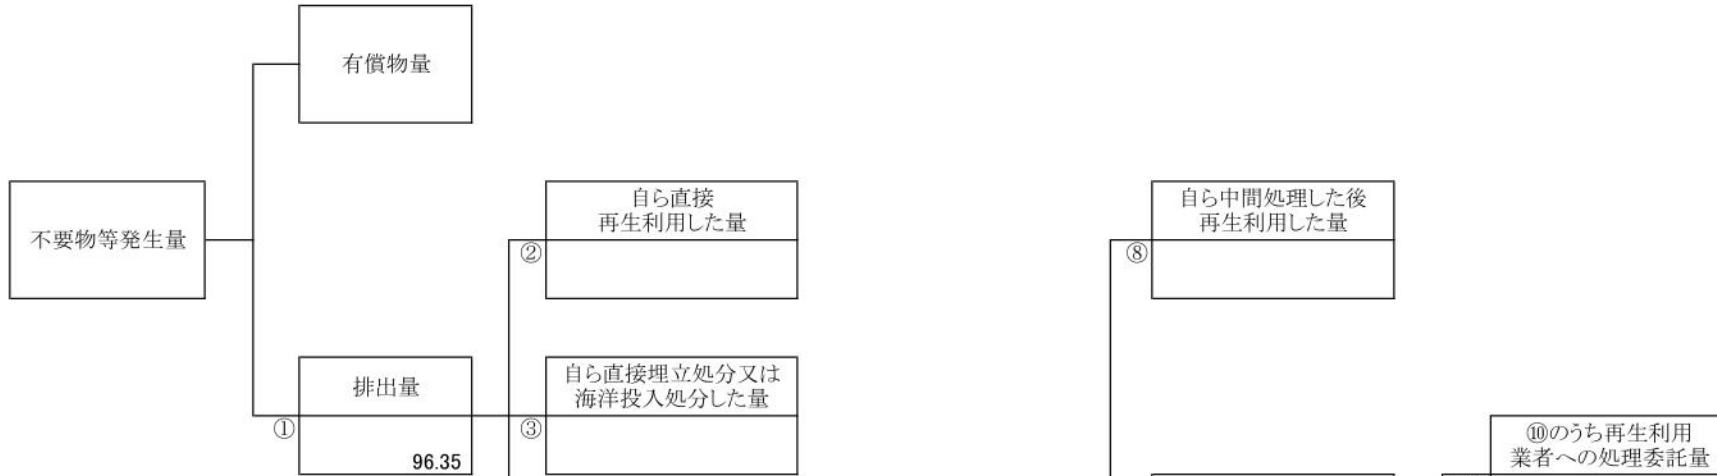 有償物量
不要物等発生量
自ら直接
再生利用した量
②
自ら中間処理した後
再生利用した量
⑧
排出量
①
96.35
自ら直接埋立処分又は
海洋投入処分した量
③
⑩のうち再生利用
業者への処理委託量